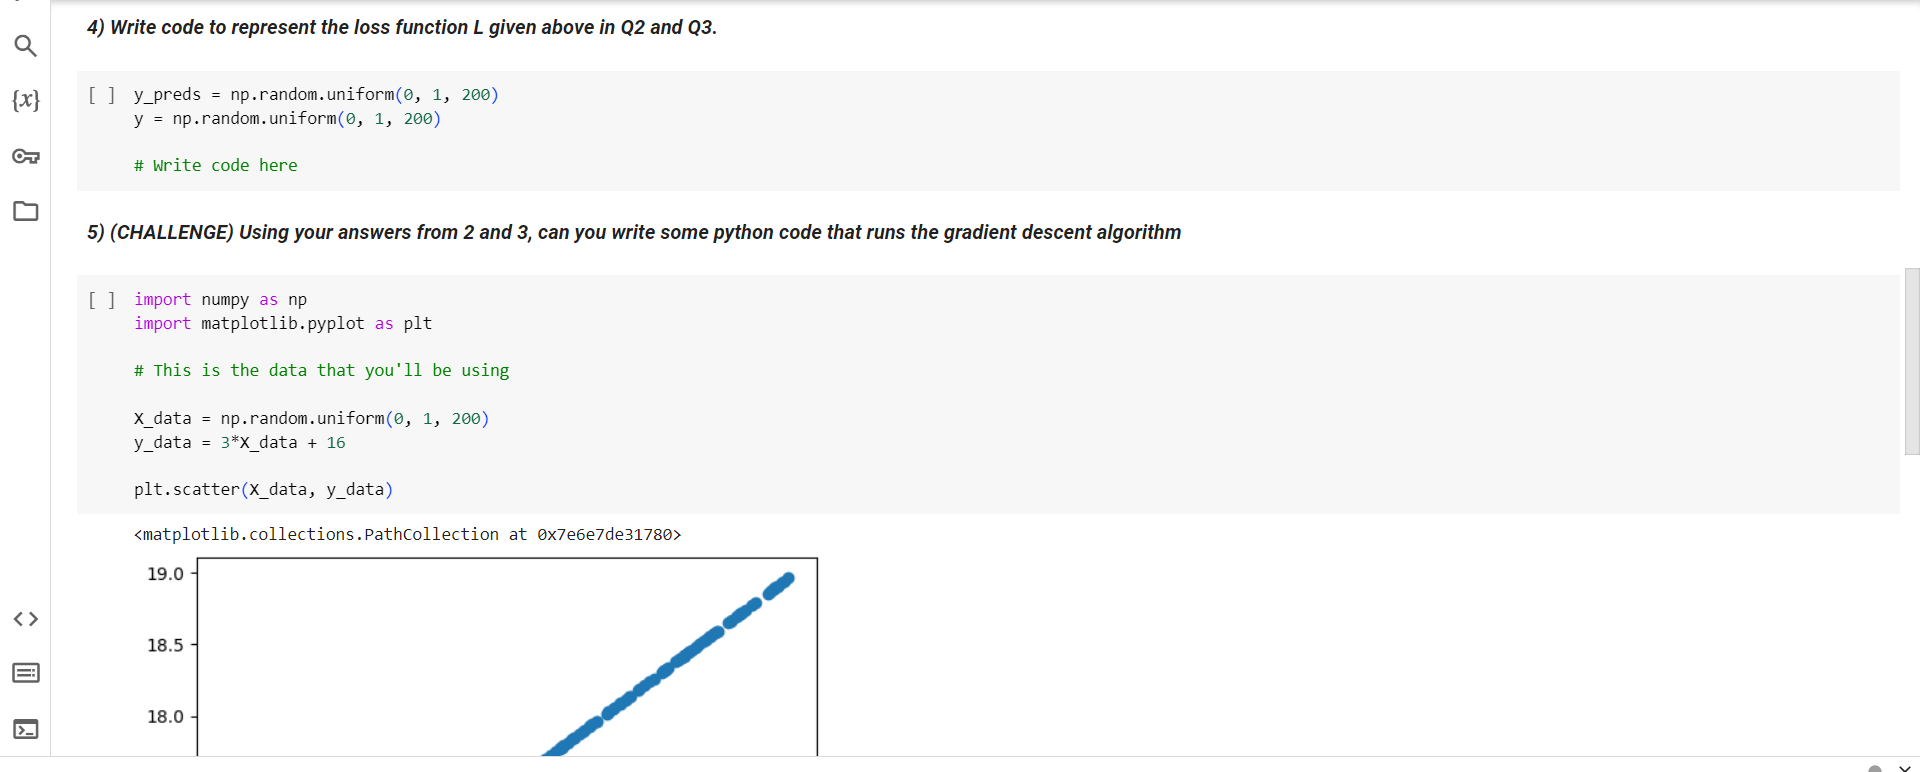 4) Write code to represent the loss function L given above in Q2 and Q3.
{x}
[ ] y_preds = np.random.uniform(0, 1, 200)
y = np.random.uniform(0, 1, 200)
# Write code here
5) (CHALLENGE) Using your answers from 2 and 3, can you write some python code that runs the gradient descent algorithm
[ ] import numpy as np
import matplotlib.pyplot as plt
# This is the data that you'll be using
X_data = np.random.uniform(0, 1, 200)
y_data = 3*X_data + 16
plt.scatter(X_data, y_data)
<matplotlib.collections.PathCollection at 0x7e6e7de31780>
19.0
18.5
18.0